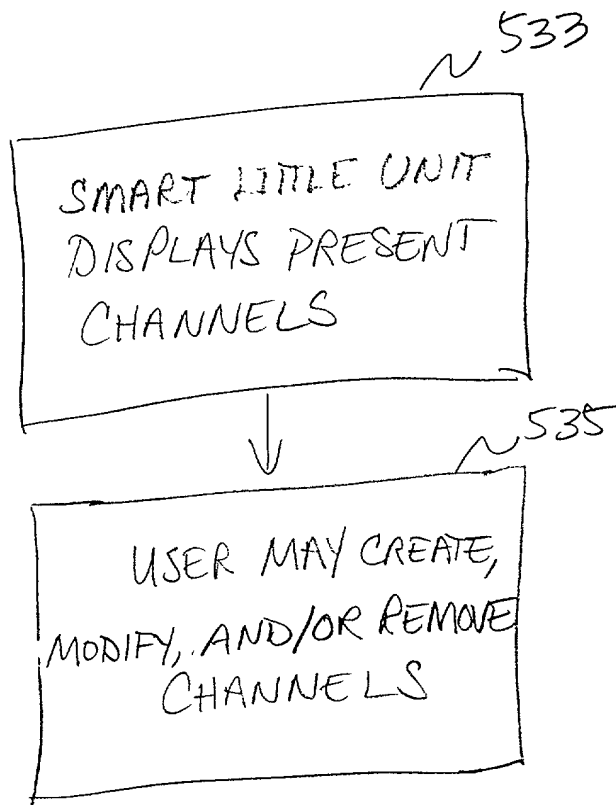 533
SMART LITTLE UNIT
DISPLAYS PRESENT
CHANNELS
535
USER MAY CREATE,
MODIFY, AND/OR REMOVE
CHANNELS